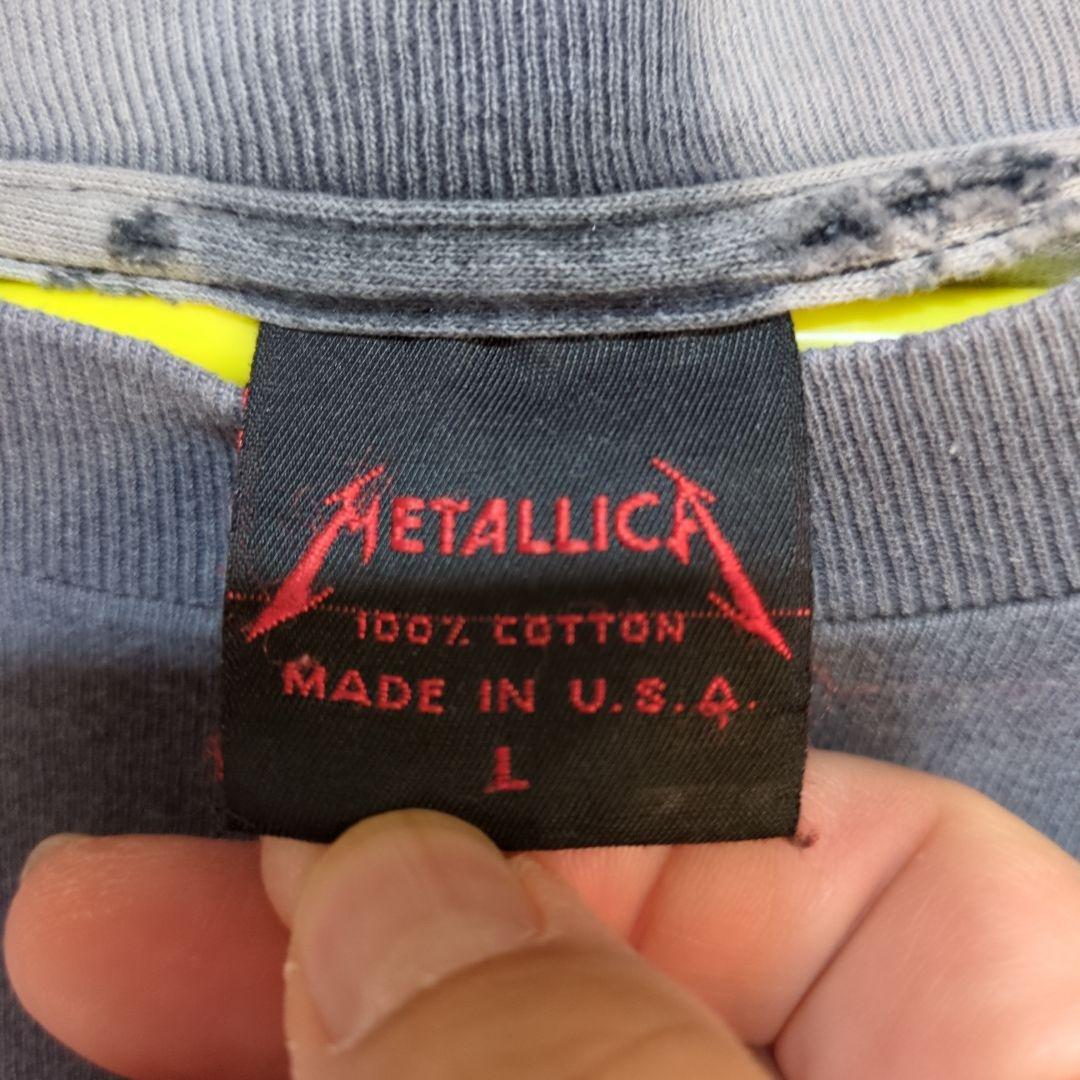 METALLICA
100% COTTON
MADE IN U.S.A.
L